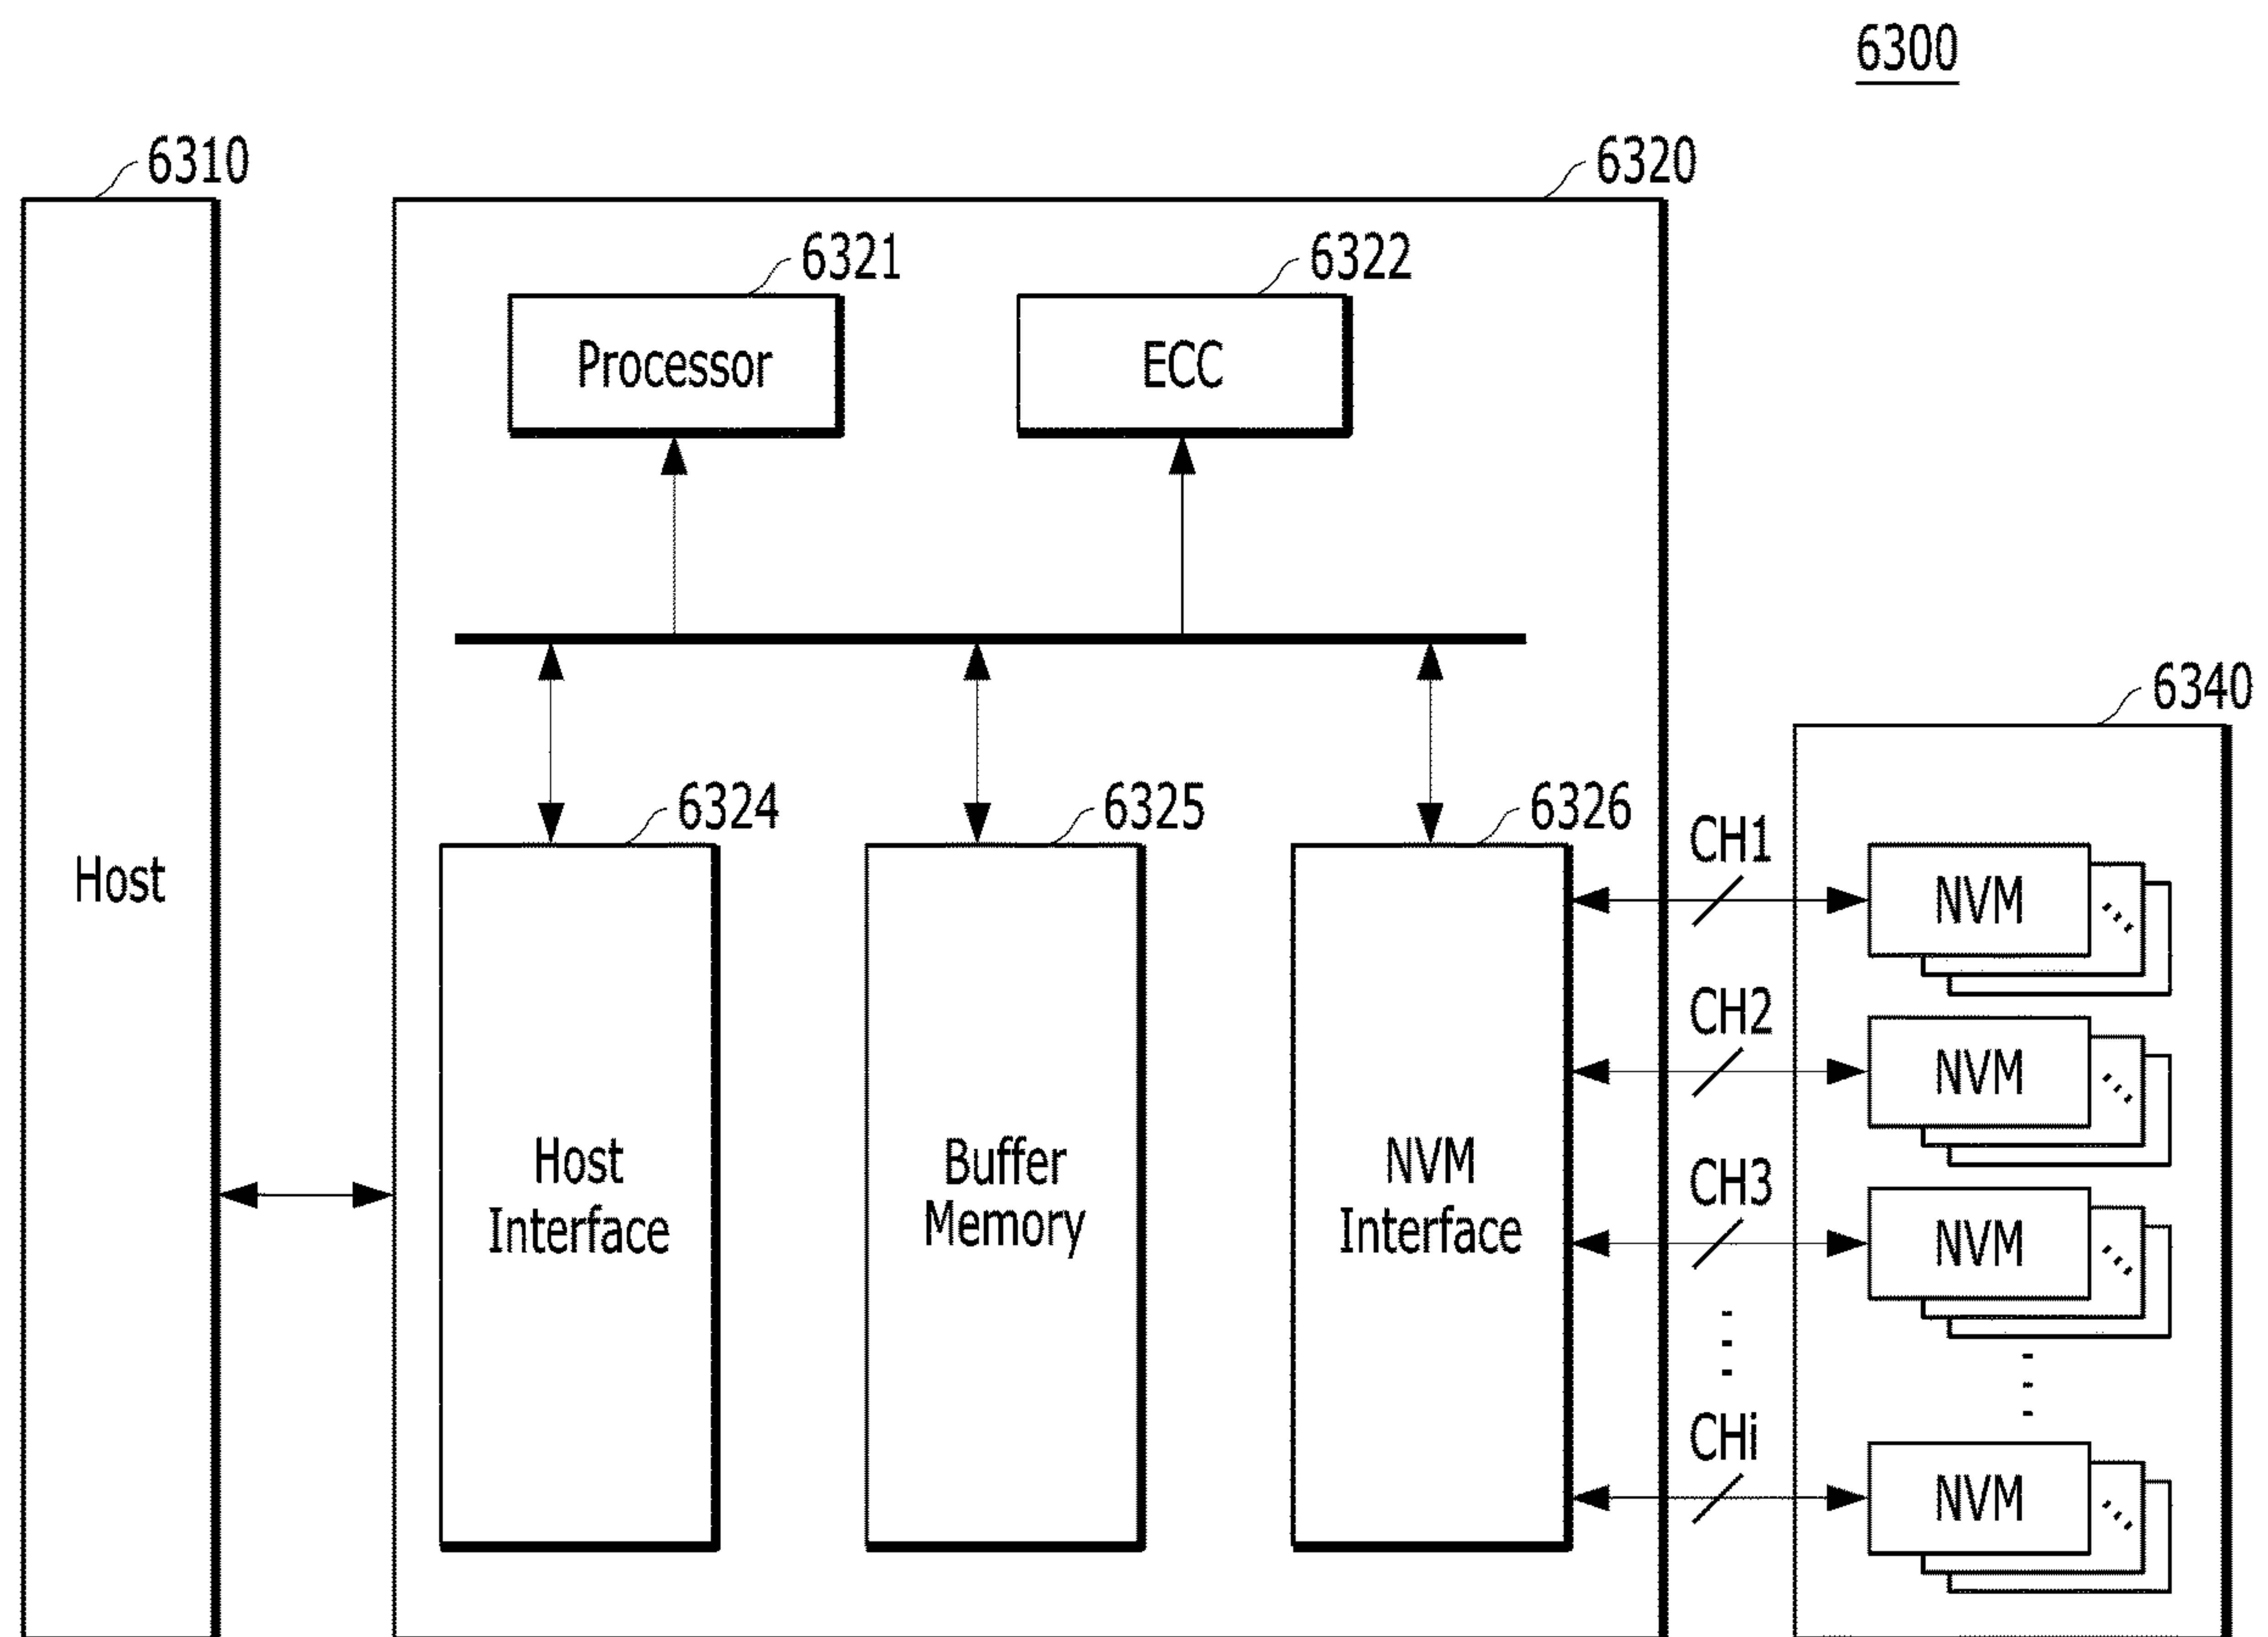 6300
6310
6320
6321
6322
Processor
ECC
6340
6324
6325
6326
CH1
Host
NVM
CH2
NVM
Host
Interface
Buffer
Memory
NVM
Interface
CH3
NVM
CHi
NVM